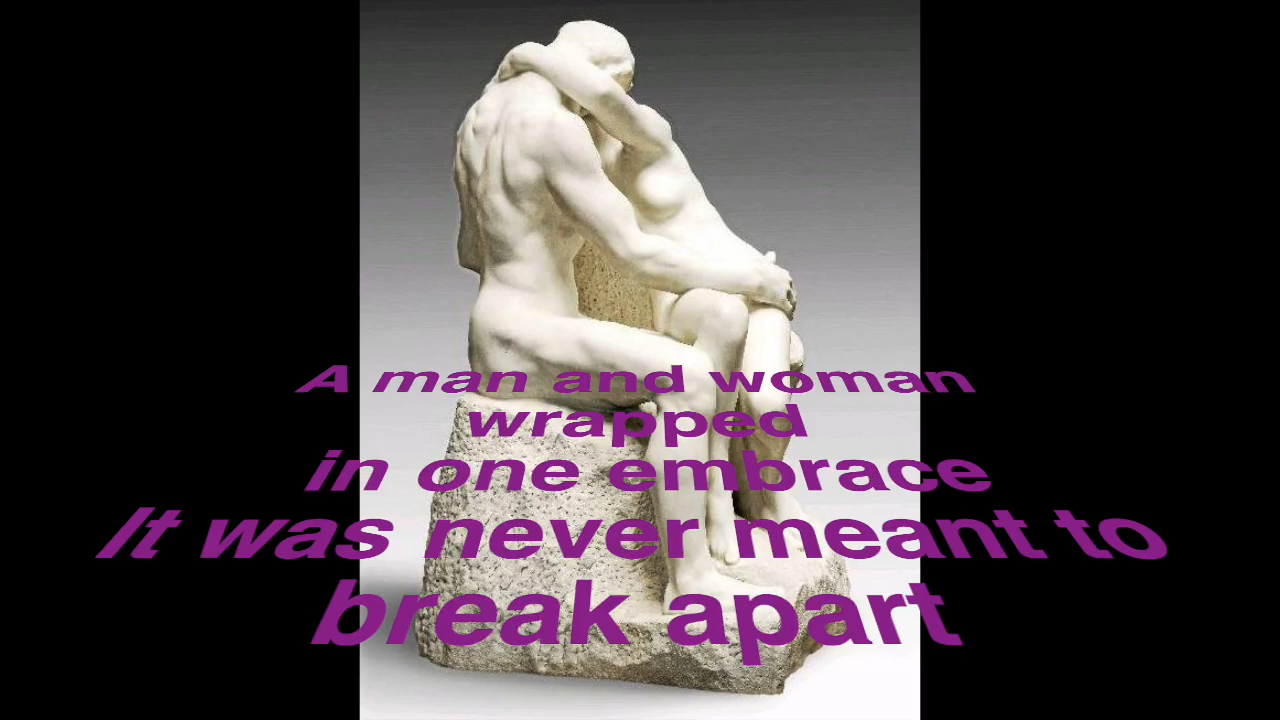 A man and woman
wrapped
in one embrace
It was never meant to
break apart